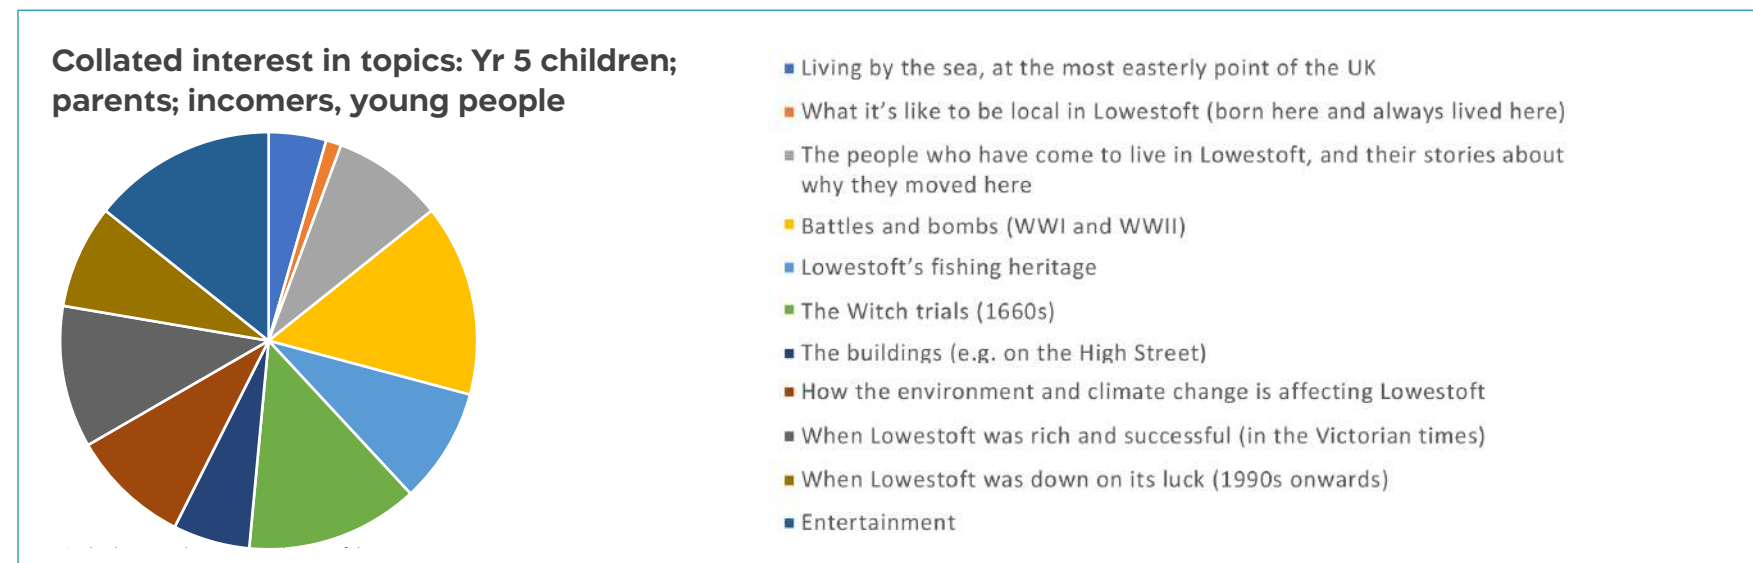 Collated interest in topics: Yr 5 children;
parents; incomers, young people
Living by the sea, at the most easterly point of the UK
What it's like to be local in Lowestoft (born here and always lived here)
The people who have come to live in Lowestoft, and their stories about
why they moved here
Battles and bombs (WWI and WWII)
Lowestoft's fishing heritage
The Witch trials (1660s)
The buildings (e.g. on the High Street)
How the environment and climate change is affecting Lowestoft
When Lowestoft was rich and successful (in the Victorian times)
When Lowestoft was down on its luck (1990s onwards)
Entertainment